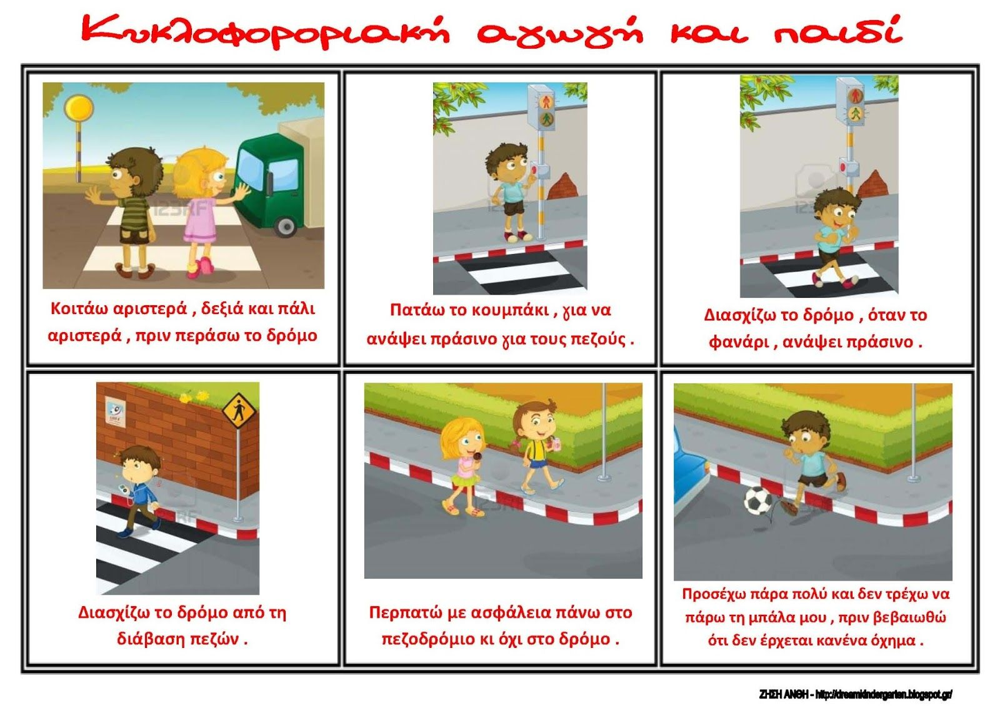 Κυκλοφοροριακή αγωγή και παιδί
Κοιτάω αριστερά , δεξιά και πάλι
αριστερά , πριν περάσω το δρόμο
Πατάω το κουμπάκι , για να
ανάψει πράσινο για τους πεζούς .
Διασχίζω το δρόμο , όταν το
φανάρι , ανάψει πράσινο .
Διασχίζω το δρόμο από τη
διάβαση πεζών .
Περπατώ με ασφάλεια πάνω στο
πεζοδρόμιο κι όχι στο δρόμο .
Προσέχω πάρα πολύ και δεν τρέχω να
πάρω τη μπάλα μου , πριν βεβαιωθώ
ότι δεν έρχεται κανένα όχημα .
ΖΗΣΗ ΑΝΘΗ - http://dreamkindergarten.blogspot.gr/
123RF